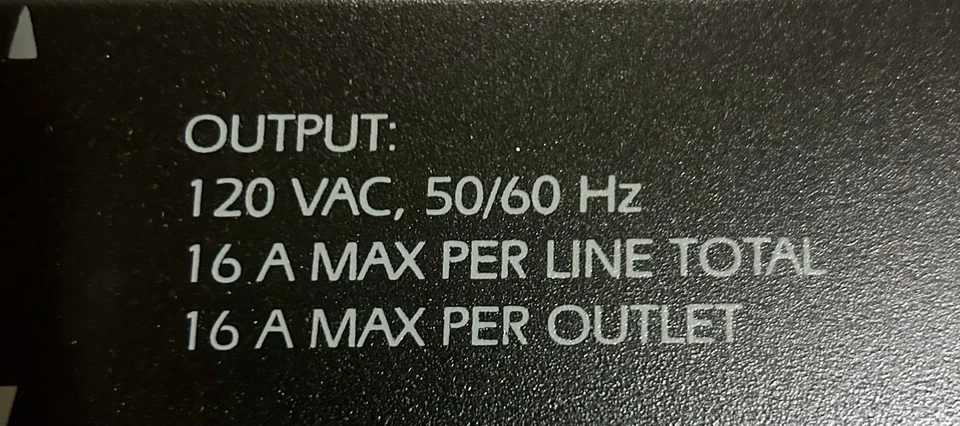 OUTPUT:
120 VAC, 50/60 Hz
16 A MAX PER LINE TOTAL
16 A MAX PER OUTLET